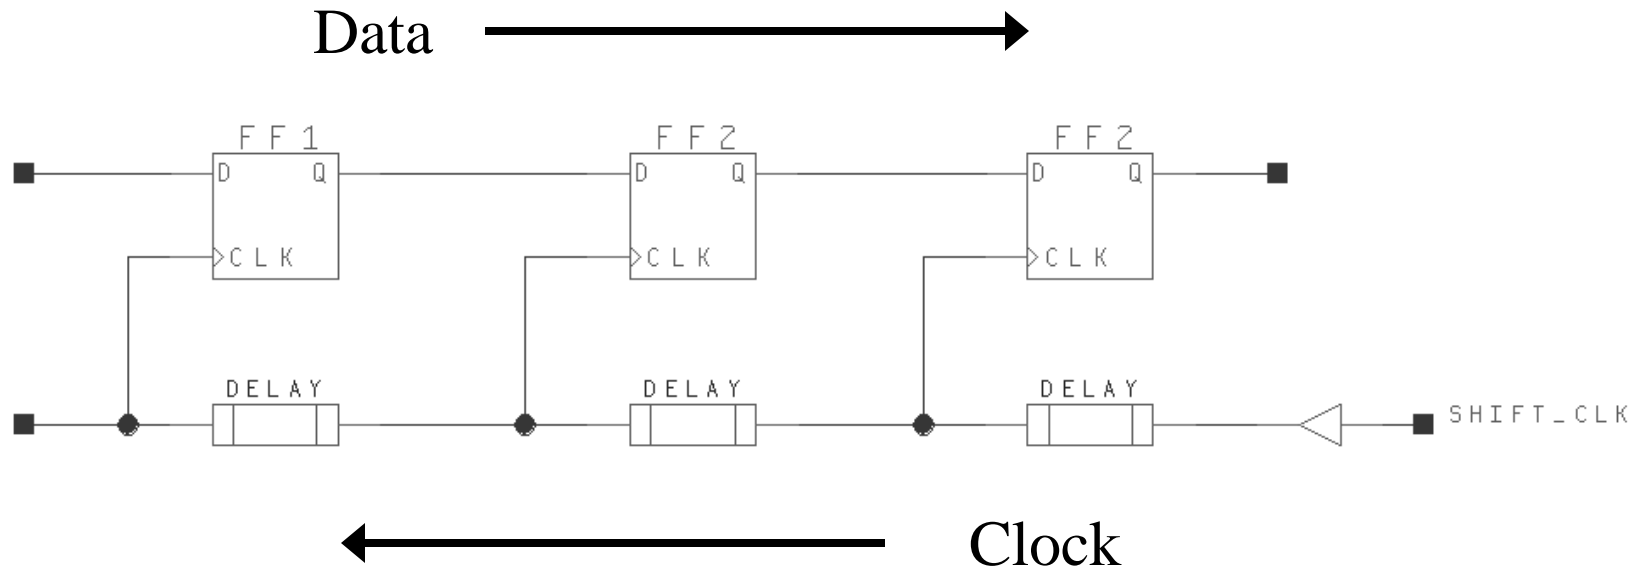 Data
FF1 FF2 FF2
D Q D Q D Q
CLK CLK CLK
DELAY DELAY DELAY
SHIFT_CLK
Clock